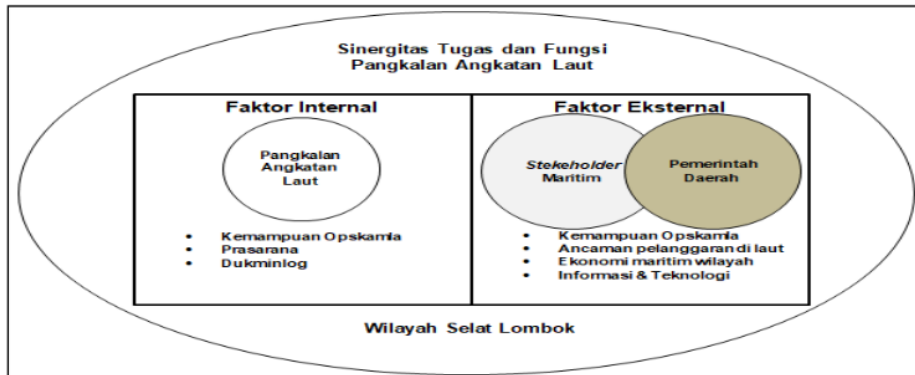 Sinergitas Tugas dan Fungsi
Pangkalan Angkatan Laut
Faktor Internal
Pangkalan
Angkatan
Laut
• Kemampuan Opskamla
• Prasarana
• Dukminlog
Faktor Eksternal
Stekeholder
Maritim
Pemerintah
Daerah
• Kemampuan Opskamla
• Ancaman pelanggaran di laut
• Ekonomi maritim wilayah
• Informasi & Teknologi
Wilayah Selat Lombok